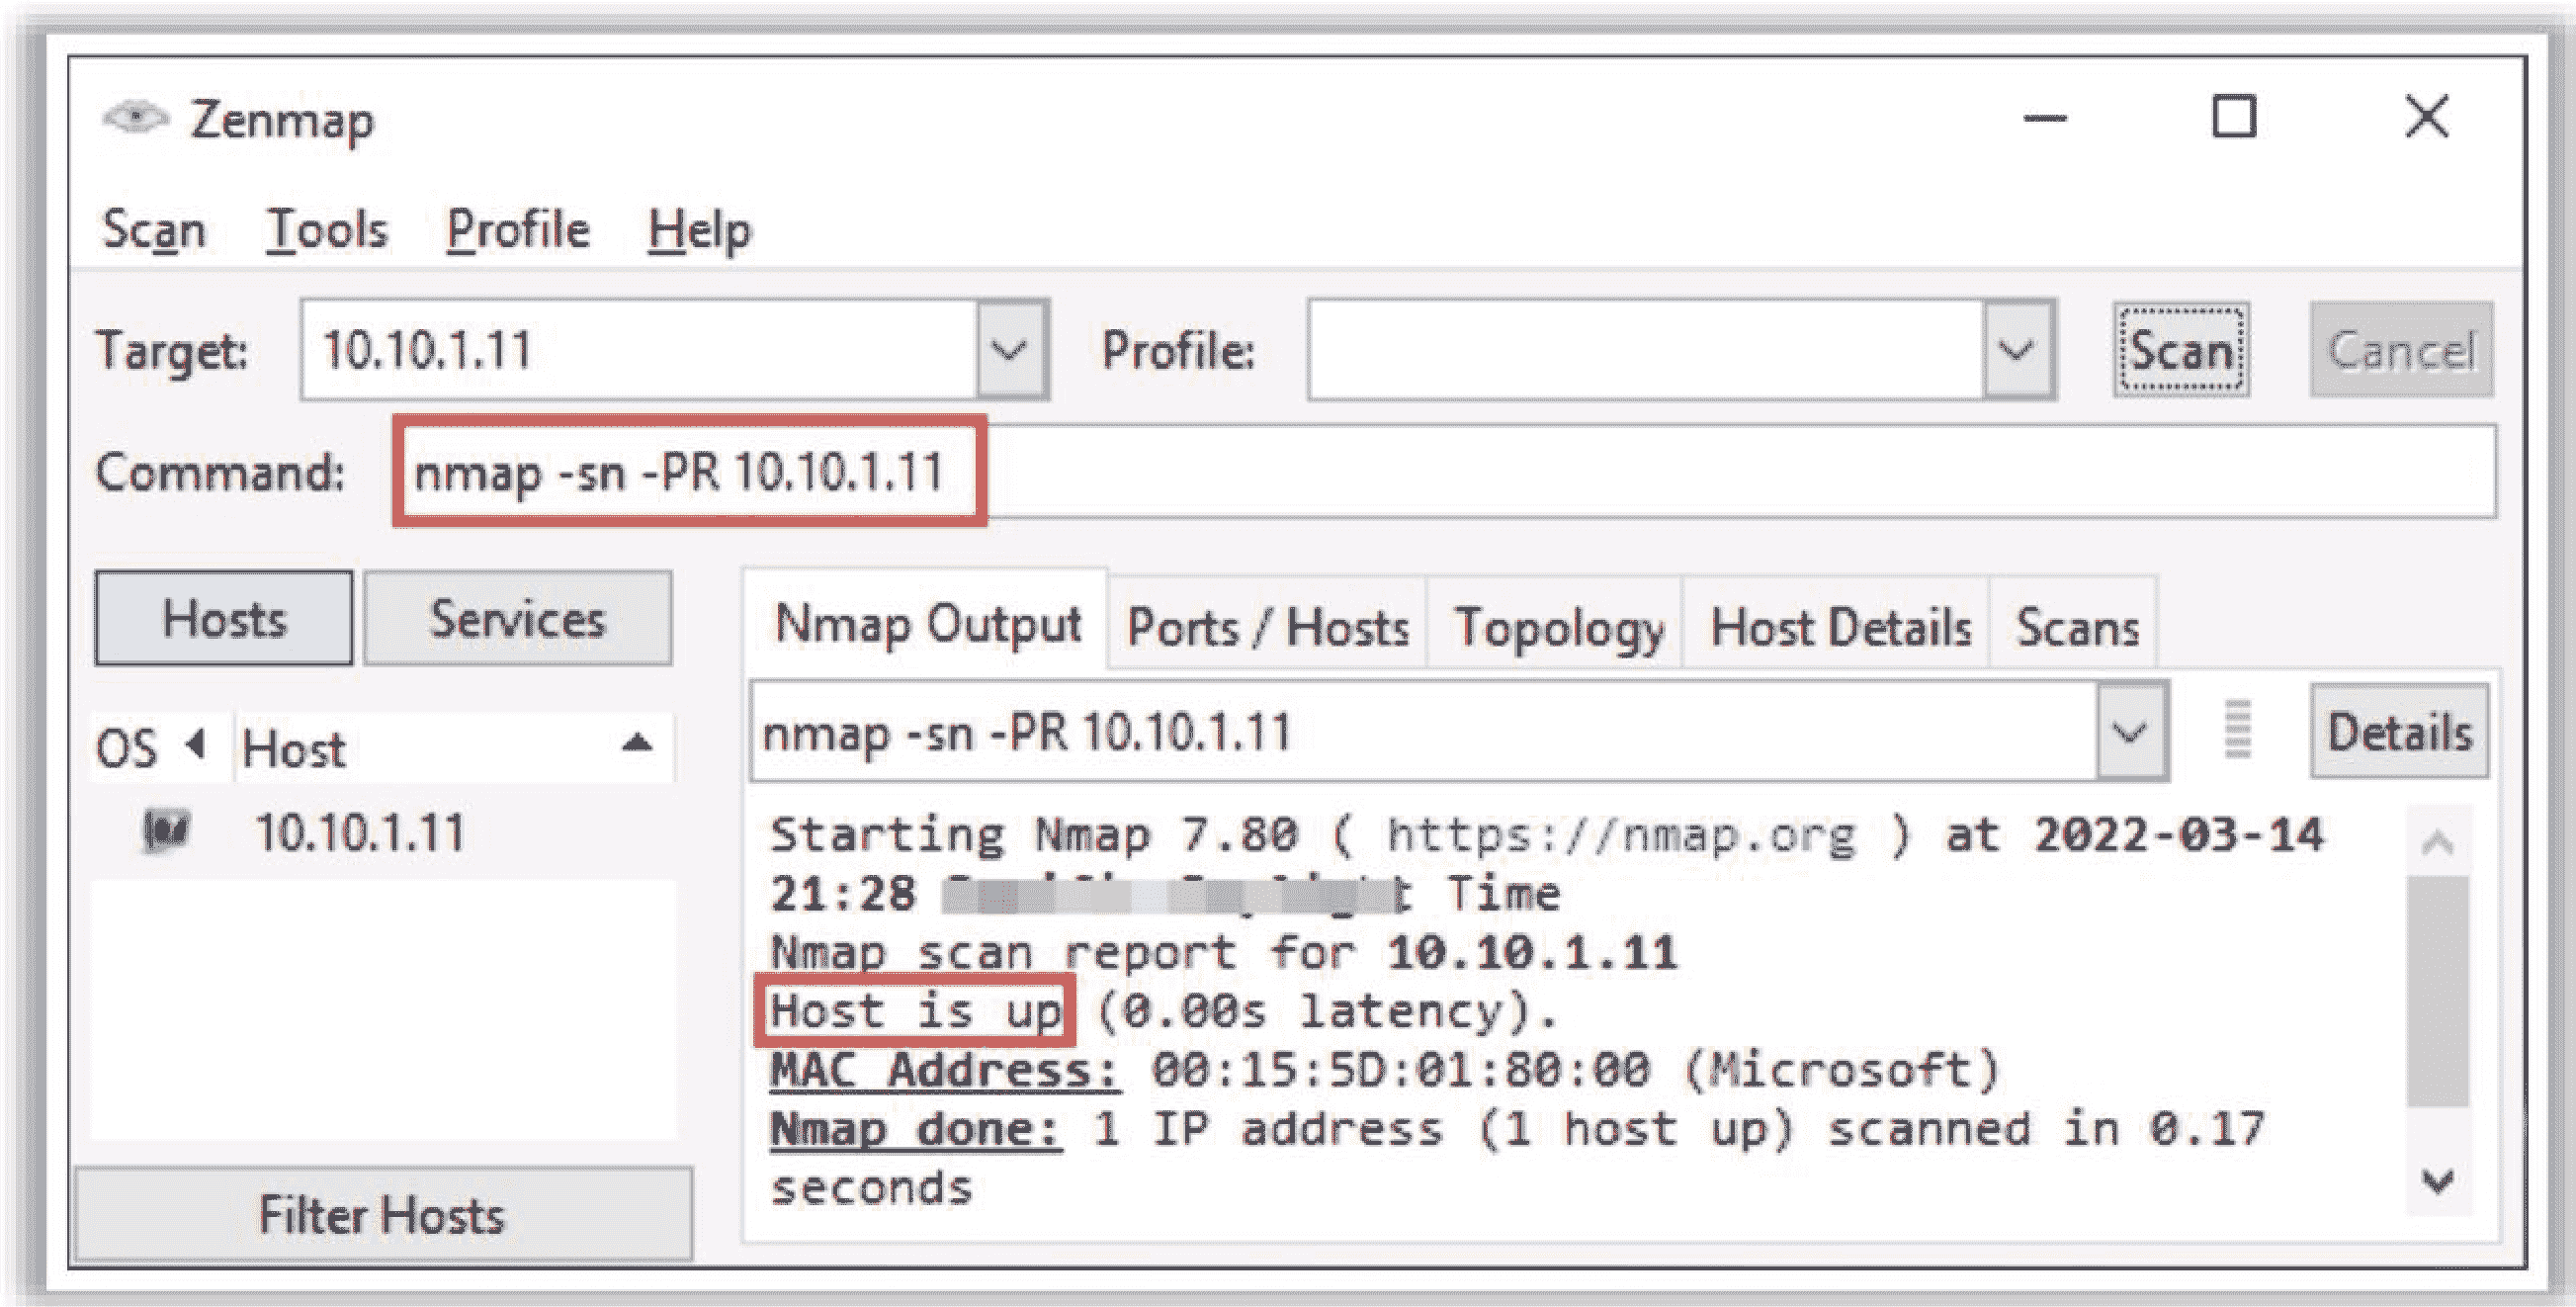 Zenmap
Scan Tools Profile Help
Target: 10.10.1.11 Profile: Scan Cancel
Command: nmap -sn -PR 10.10.1.11
Hosts Services
Nmap Output Ports / Hosts Topology Host Details Scans
nmap -sn -PR 10.10.1.11 Details
OS Host
10.10.1.11
Starting Nmap 7.80 ( https://nmap.org ) at 2022-03-14
21:28 Time
Nmap scan report for 10.10.1.11
Host is up (0.00s latency).
MAC Address: 00:15:5D:01:80:00 (Microsoft)
Nmap done: 1 IP address (1 host up) scanned in 0.17
seconds
Filter Hosts